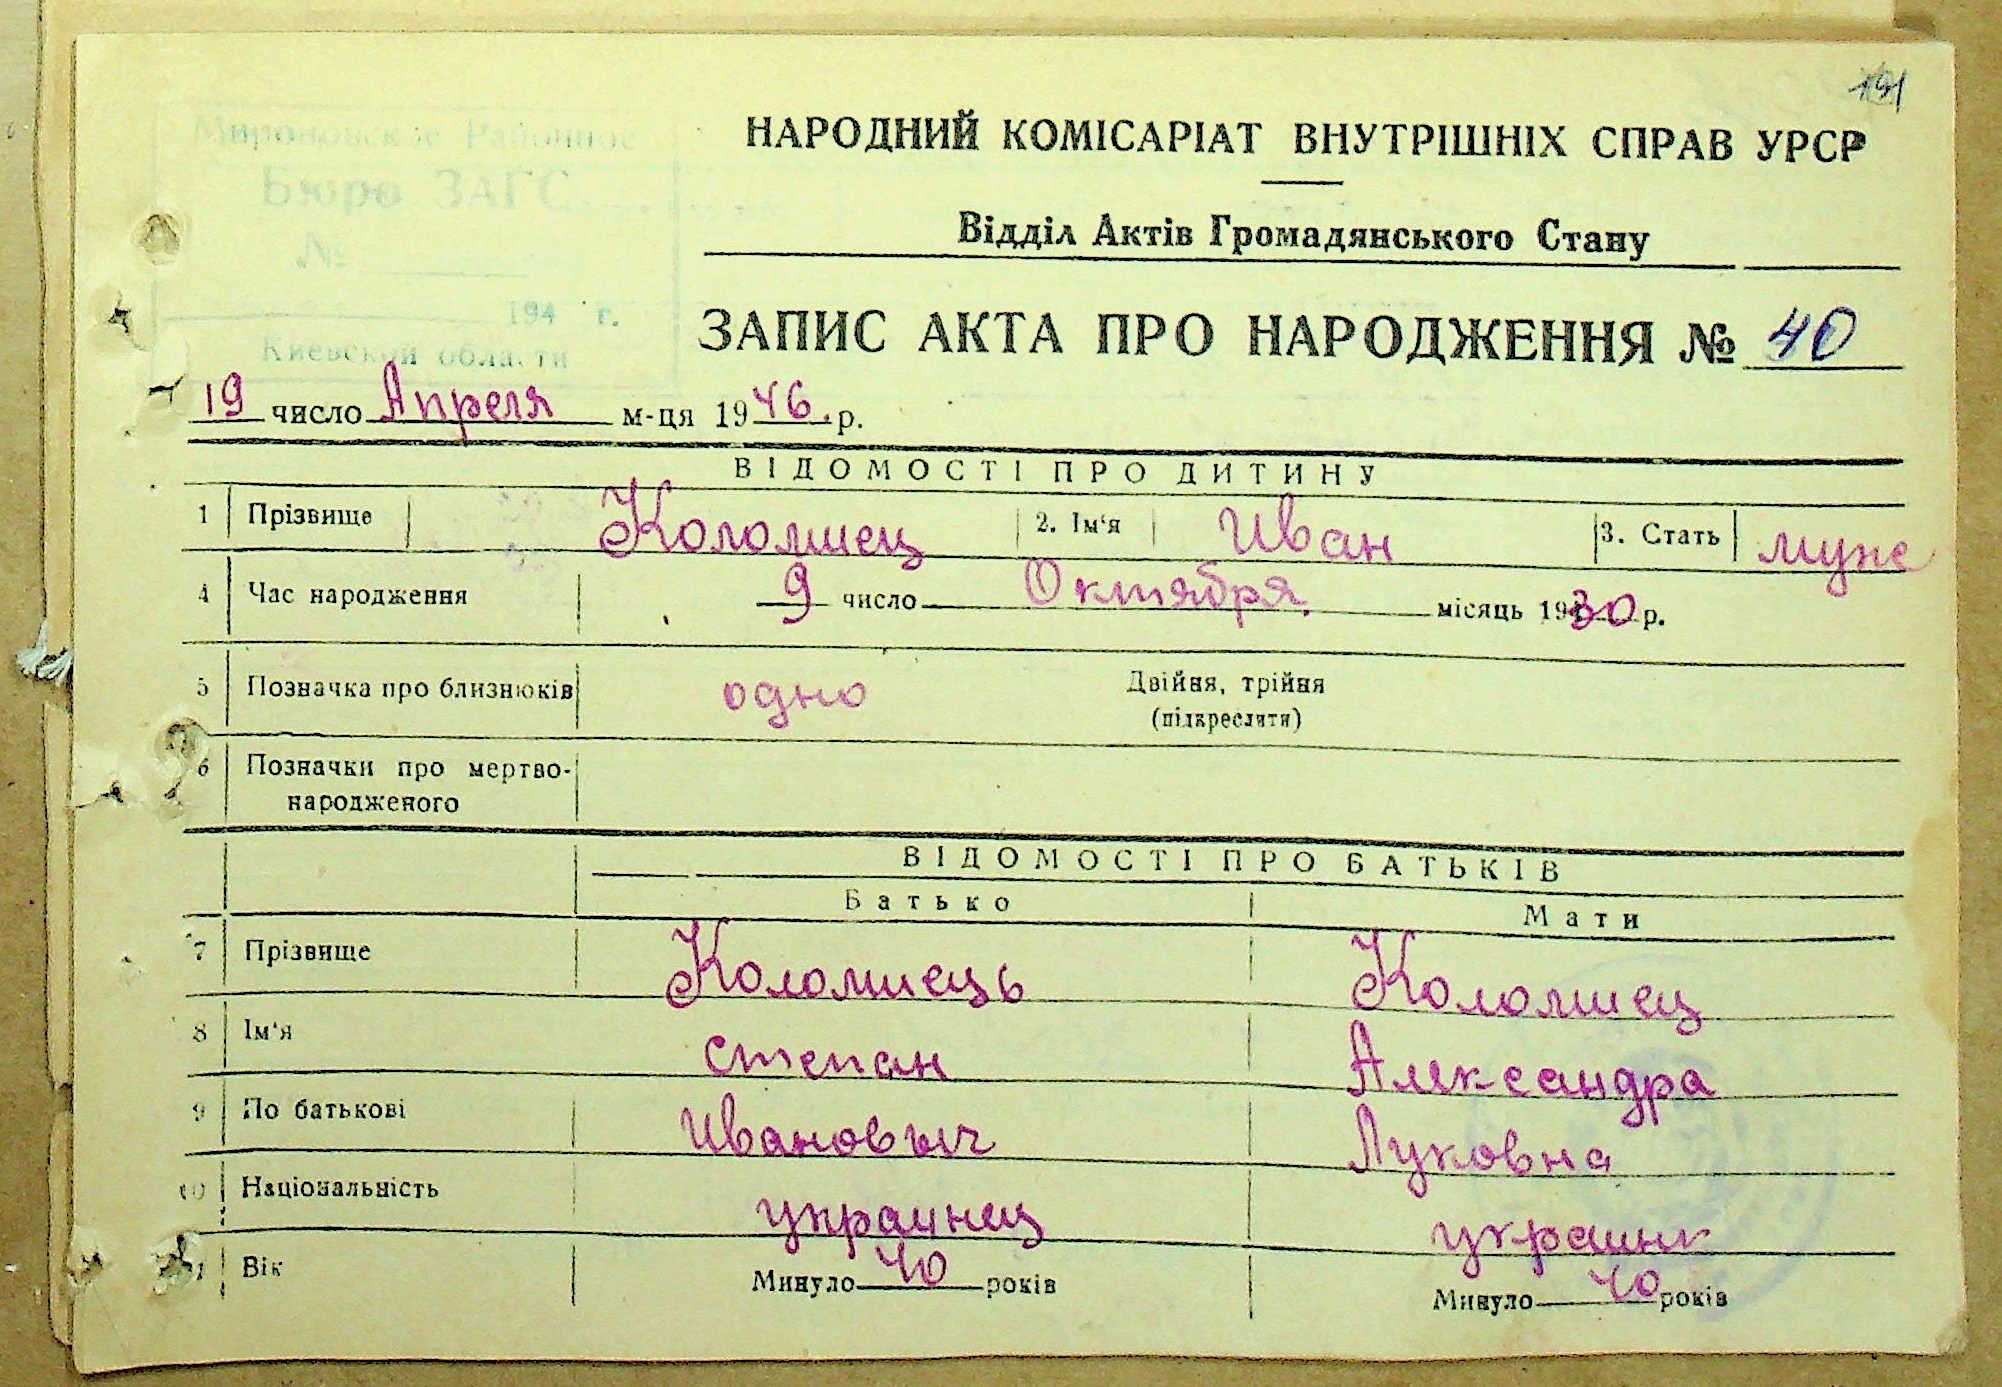 191
Мироновское Районное
Бюро ЗАГС
№
194 г.
Киевской области
НАРОДНИЙ КОМІСАРІАТ ВНУТРІШНІХ СПРАВ УРСР
Відділ Актів Громадянського Стану
ЗАПИС АКТА ПРО НАРОДЖЕННЯ № 40
19 число Апреля м-ця 1946. р.
ВІДОМОСТІ ПРО ДИТИНУ
1 Прізвище Коломиец 2. Ім'я Иван 3. Стать муже
4 Час народження 9 число Октября. місяць 1930 р.
5 Позначка про близнюків одно Двійня, трійня
(підкреслити)
6 Позначки про мертво-
народженого
ВІДОМОСТІ ПРО БАТЬКІВ
Батько Мати
7 Прізвище Коломиець Коломиец
8 Ім'я степан Александра
9 По батькові Ивановыч Луковна
10 Національність украинец украинк
11 Вік Минуло 40 років Минуло 40 років